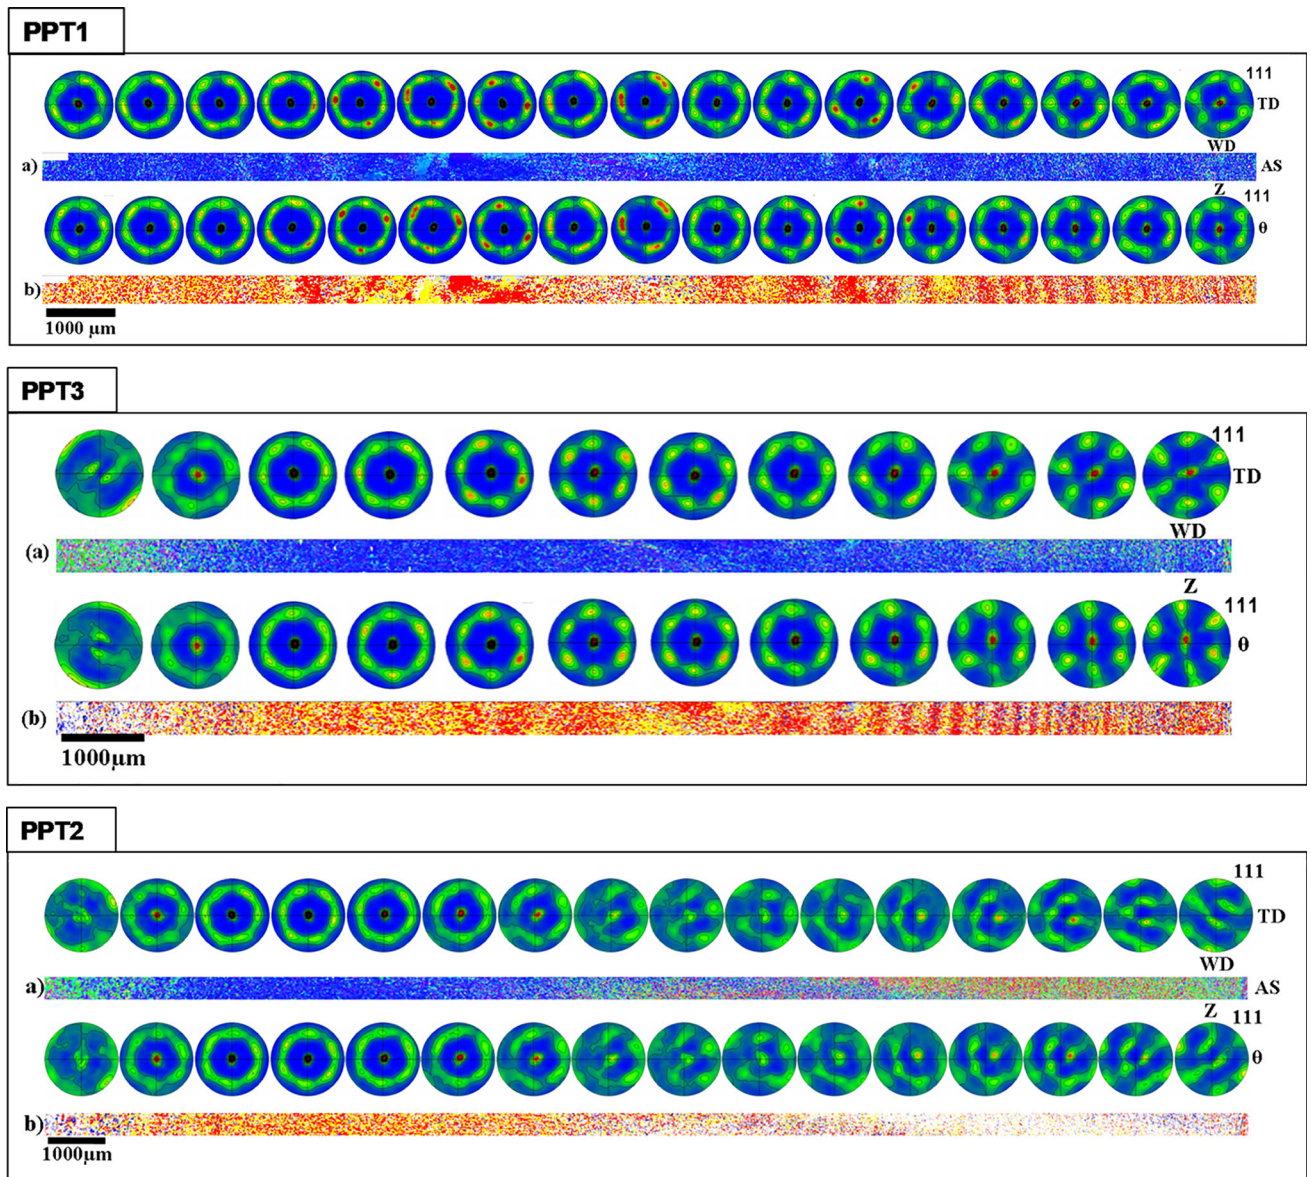 PPT1
111
TD
WD
a)
AS
Z
111
θ
b)
1000 µm
PPT3
111
TD
WD
(a)
Z
111
θ
(b)
1000µm
PPT2
111
TD
WD
a)
AS
Z
111
θ
b)
1000µm